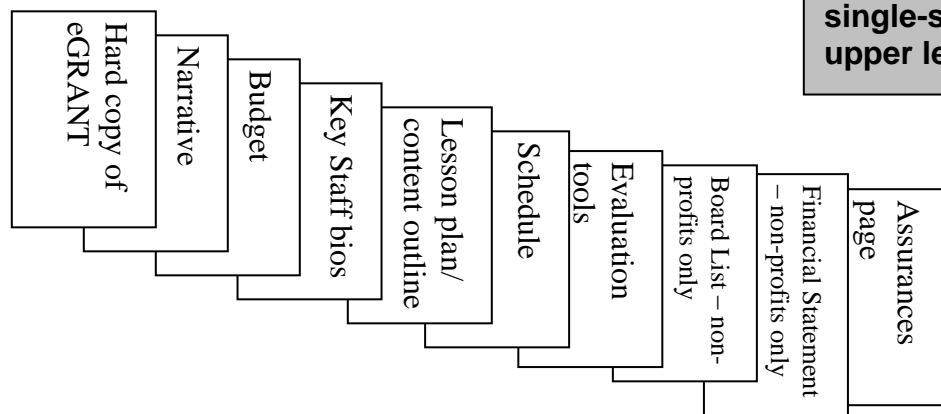 single-s
upper le
Hard copy of
eGRANT
Narrative
Budget
Key Staff bios
Lesson plan/
content outline
Schedule
Evaluation
tools
Board List – non-
profits only
Financial Statement
– non-profits only
Assurances
page